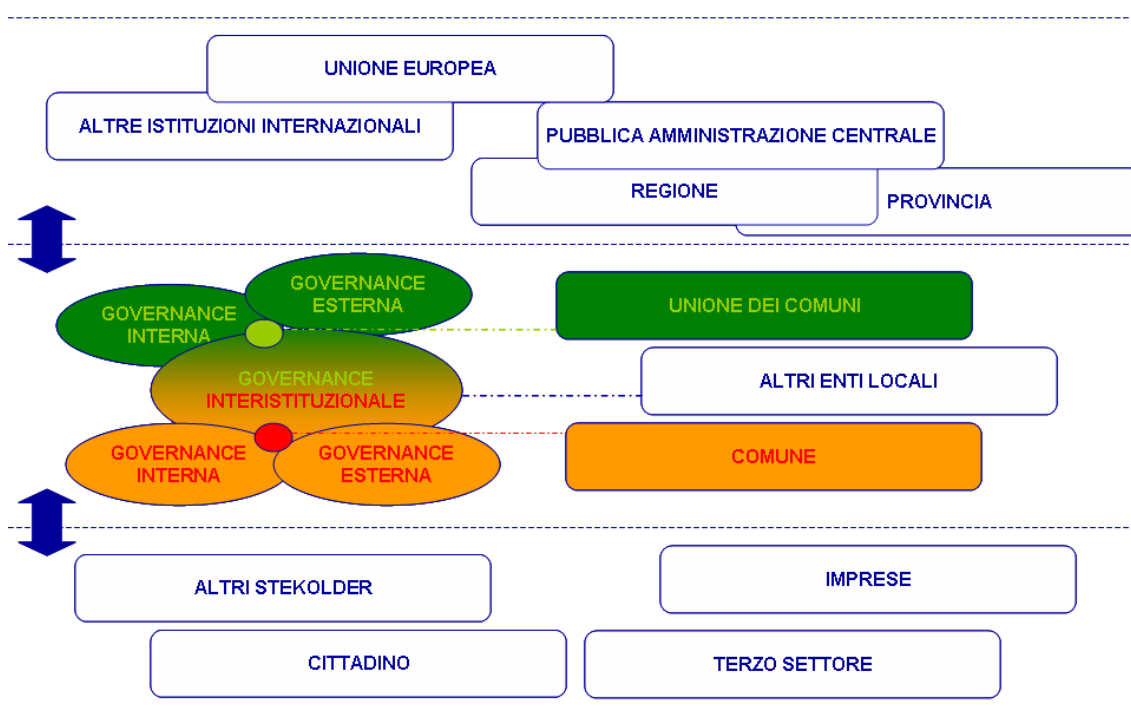 UNIONE EUROPEA
ALTRE ISTITUZIONI INTERNAZIONALI
PUBBLICA AMMINISTRAZIONE CENTRALE
REGIONE
PROVINCIA
GOVERNANCE
ESTERNA
GOVERNANCE
INTERNA
UNIONE DEI COMUNI
GOVERNANCE
INTERISTITUZIONALE
ALTRI ENTI LOCALI
GOVERNANCE
INTERNA
GOVERNANCE
ESTERNA
COMUNE
ALTRI STEKOLDER
IMPRESE
CITTADINO
TERZO SETTORE